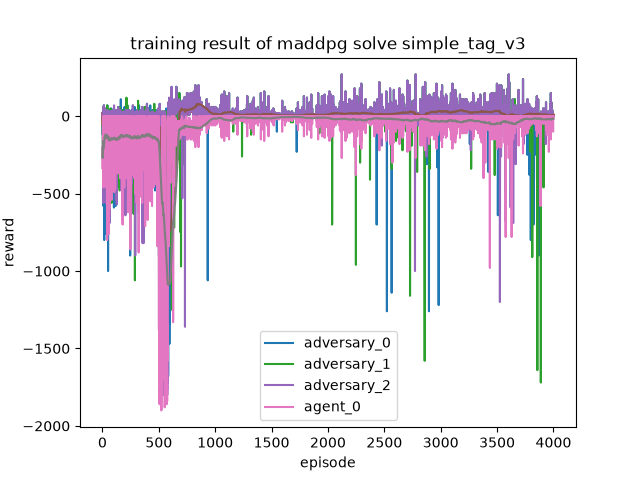 training result of maddpg solve simple_tag_v3
0
−500
−1000
−1500
−2000
reward
adversary_0
adversary_1
adversary_2
agent_0
0 500 1000 1500 2000 2500 3000 3500 4000
episode